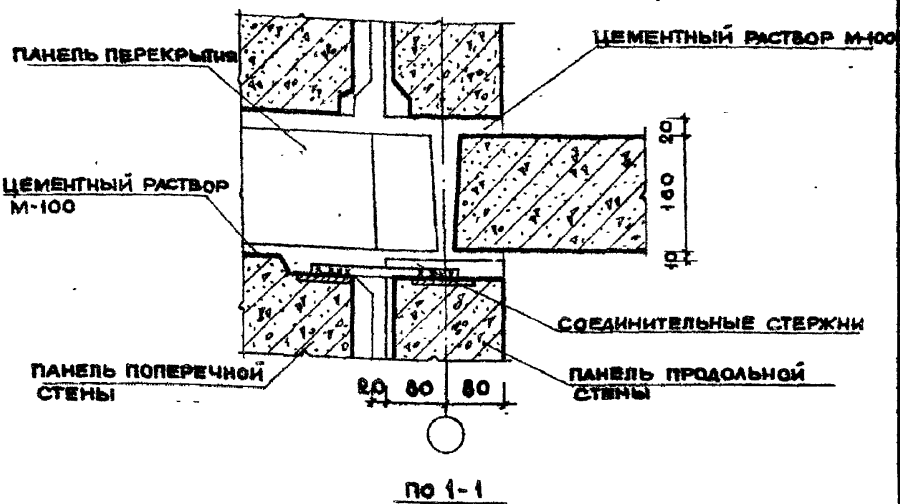 ПАНЕЛЬ ПЕРЕКРЫТИЯ
ЦЕМЕНТНЫЙ РАСТВОР М-100
ЦЕМЕНТНЫЙ РАСТВОР
М-100
20
160
10
СОЕДИНИТЕЛЬНЫЕ СТЕРЖНИ
ПАНЕЛЬ ПОПЕРЕЧНОЙ
СТЕНЫ
ПАНЕЛЬ ПРОДОЛЬНОЙ
СТЕНЫ
20 80 80
ПО 1-1